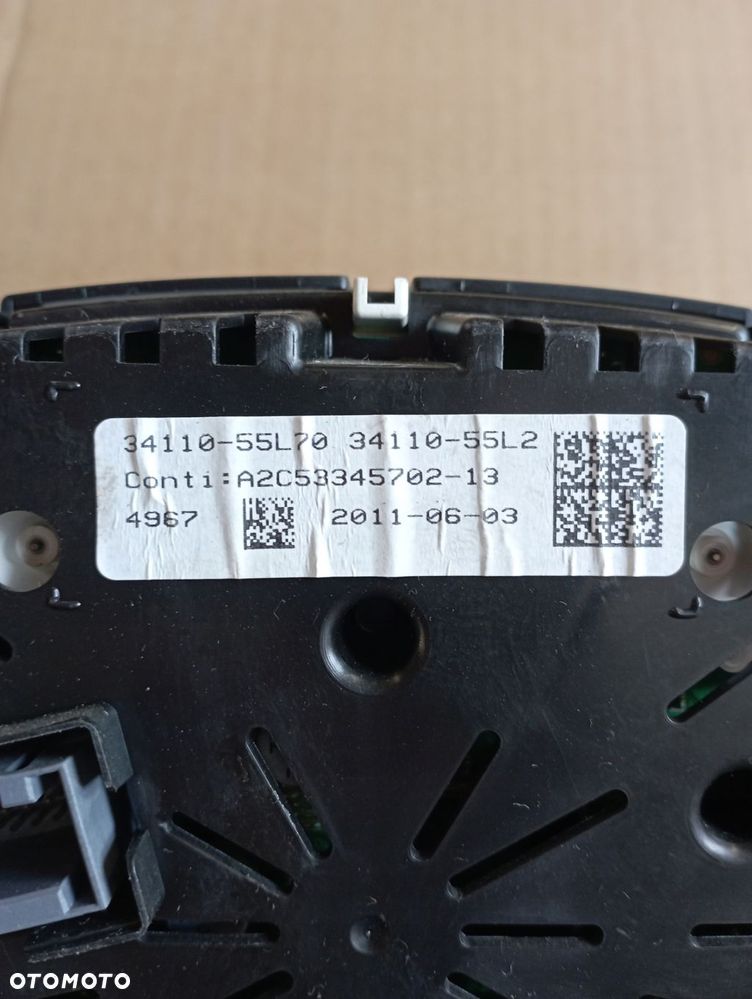 34110-55L70 34110-55L2
Conti:A2C53345702-13
4967 2011-06-03
OTOMOTO